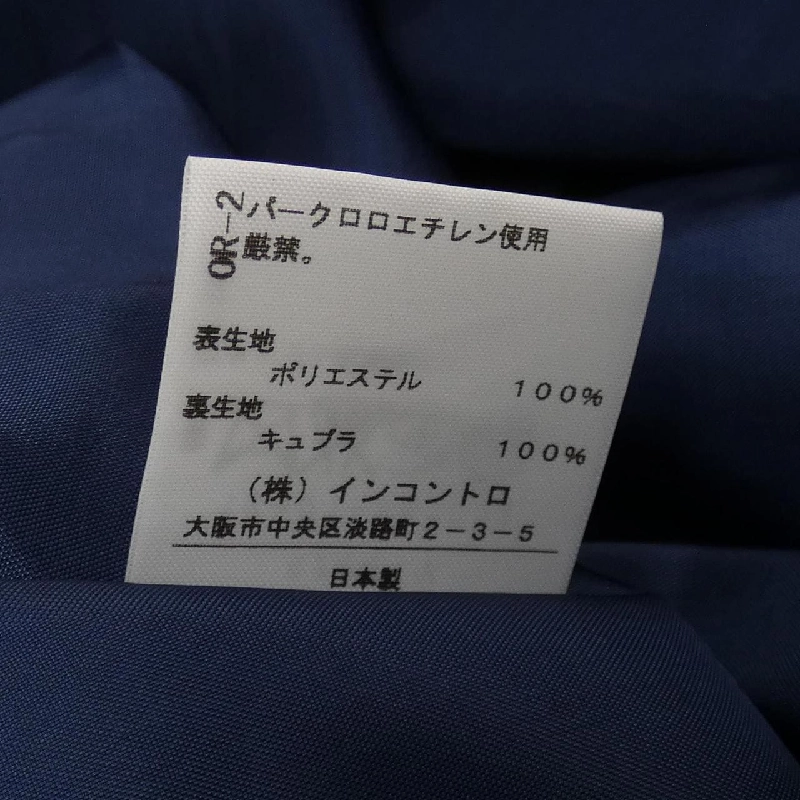 OR-2
パークロロエチレン使用
厳禁。
表生地
ポリエステル 100%
裏生地
キュプラ 100%
（株）インコントロ
大阪市中央区淡路町2-3-5
日本製